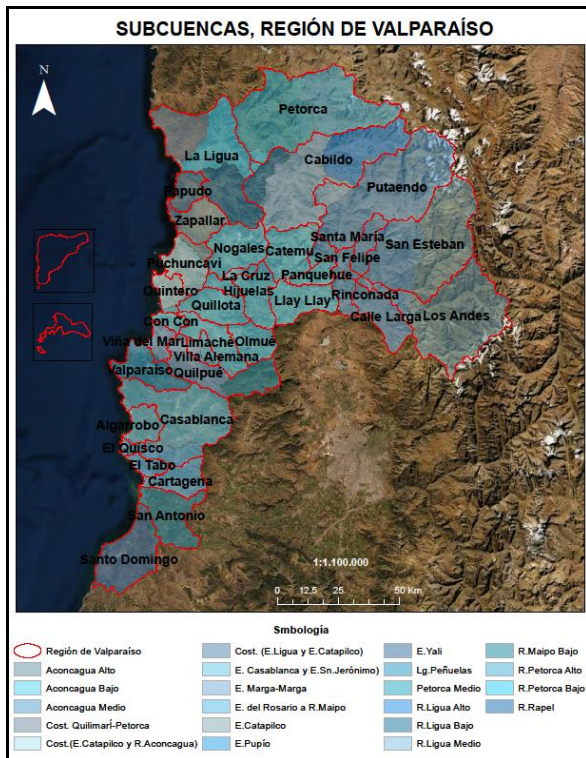 SUBCUENCAS, REGIÓN DE VALPARAÍSO
N
Petorca
La Ligua
Cabildo
Papudo
Putaendo
Zapallar
Nogales
Catemu
Santa María
San Esteban
San Felipe
Puchuncaví
La Cruz
Panquehue
Quintero
Hijuelas
Rinconada
Quillota
Llay Llay
Calle Larga
Los Andes
Con Con
Viña del Mar
Limache
Olmue
Villa Alemana
Valparaíso
Quilpué
Casablanca
Algarrobo
El Quisco
El Tabo
Cartagena
San Antonio
Santo Domingo
1:1.100.000
0 12,5 25 50 Km
Smbología
Región de Valparaíso
Aconcagua Alto
Aconcagua Bajo
Aconcagua Medio
Cost. Quilimarí-Petorca
Cost.(E.Catapilco y R.Aconcagua)
Cost. (E.Ligua y E.Catapilco)
E. Casablanca y E.Sn.Jerónimo)
E. Marga-Marga
E. del Rosario a R.Maipo
E.Catapilco
E.Pupío
E.Yali
Lg.Peñuelas
Petorca Medio
R.Ligua Alto
R.Ligua Bajo
R.Ligua Medio
R.Maipo Bajo
R.Petorca Alto
R.Petorca Bajo
R.Rapel